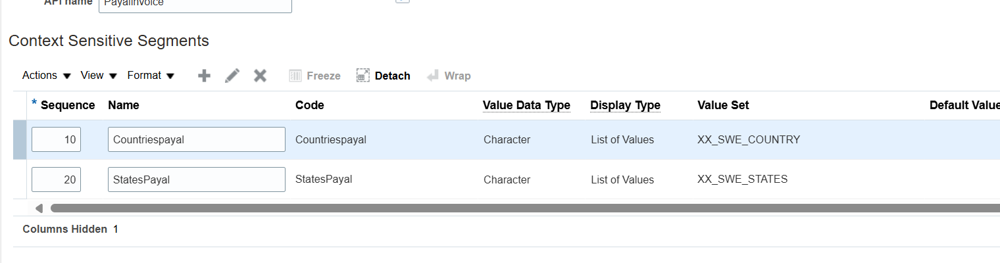 API name PayalInvoice
Context Sensitive Segments
Actions View Format Freeze Detach Wrap
* Sequence Name Code Value Data Type Display Type Value Set Default Value
10 Countriespayal Countriespayal Character List of Values XX_SWE_COUNTRY
20 StatesPayal StatesPayal Character List of Values XX_SWE_STATES
Columns Hidden 1